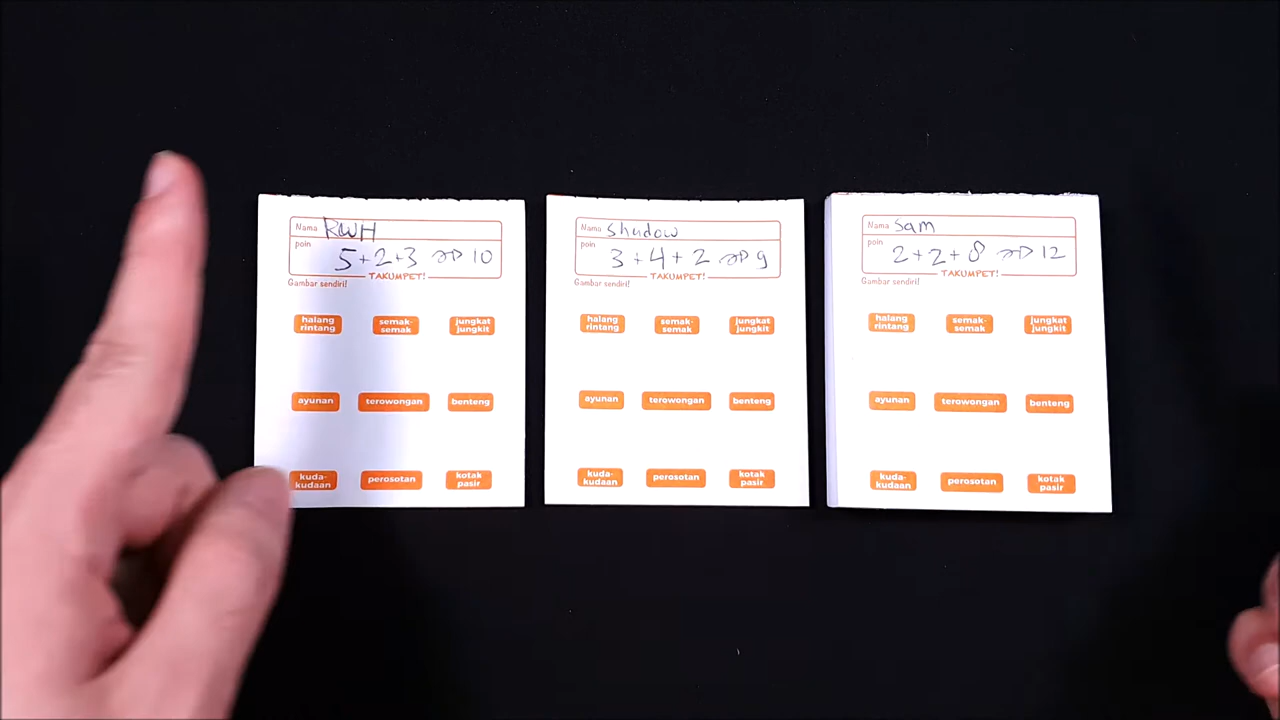 Nama RWH
poin 5+2+3 → 10
TAKUMPET!
Gambar sendiri!
halang rintang
semak-semak
jungkat jungkit
ayunan
terowongan
benteng
kuda-kudaan
perosotan
kotak pasir
Nama Shadow
poin 3+4+2 → 9
TAKUMPET!
Gambar sendiri!
halang rintang
semak-semak
jungkat jungkit
ayunan
terowongan
benteng
kuda-kudaan
perosotan
kotak pasir
Nama Sam
poin 2+2+8 → 12
TAKUMPET!
Gambar sendiri!
halang rintang
semak-semak
jungkat jungkit
ayunan
terowongan
benteng
kuda-kudaan
perosotan
kotak pasir